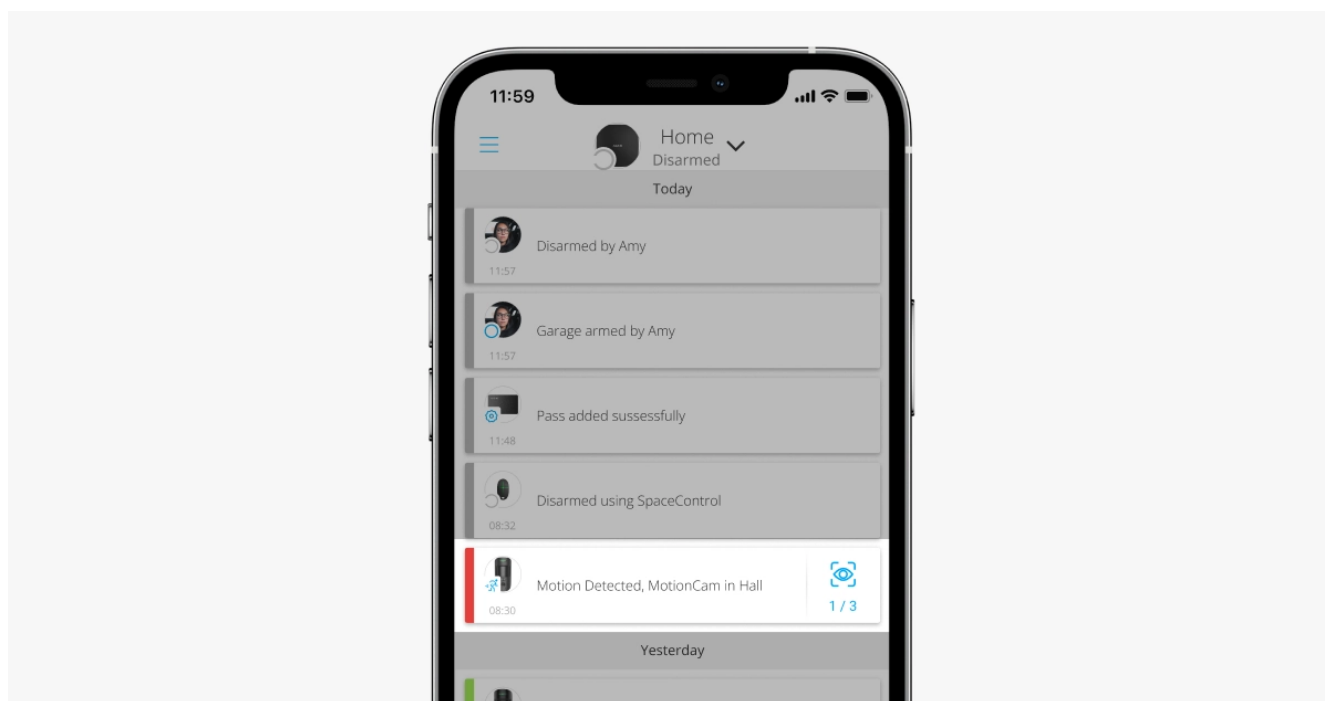 11:59
Home
Disarmed
Today
Disarmed by Amy
11:57
Garage armed by Amy
11:57
Pass added sussessfully
11:48
Disarmed using SpaceControl
08:32
Motion Detected, MotionCam in Hall
08:30
1 / 3
Yesterday